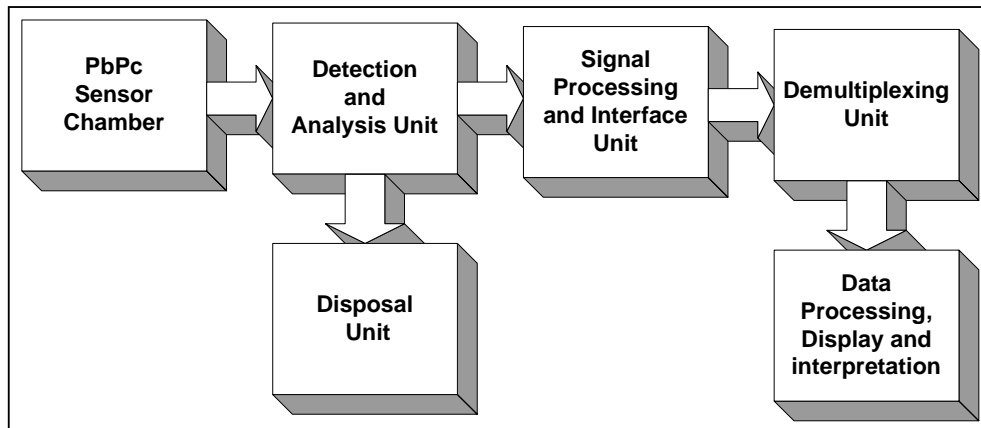 PbPc
Sensor
Chamber
Detection
and
Analysis Unit
Signal
Processing
and Interface
Unit
Demultiplexing
Unit
Disposal
Unit
Data
Processing,
Display and
interpretation